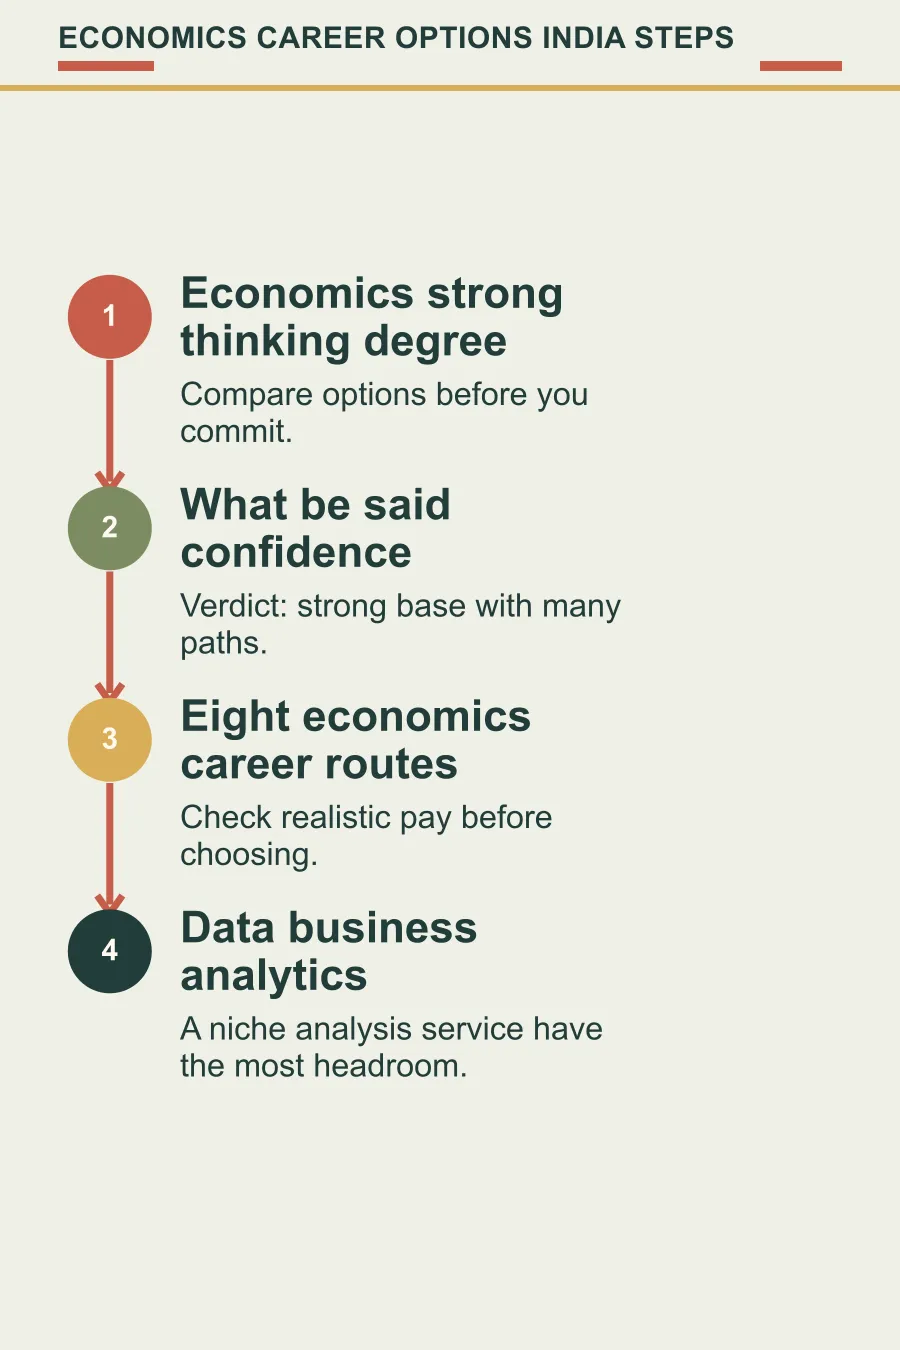 ECONOMICS CAREER OPTIONS INDIA STEPS
1
Economics strong
thinking degree
Compare options before you
commit.
2
What be said
confidence
Verdict: strong base with many
paths.
3
Eight economics
career routes
Check realistic pay before
choosing.
4
Data business
analytics
A niche analysis service have
the most headroom.